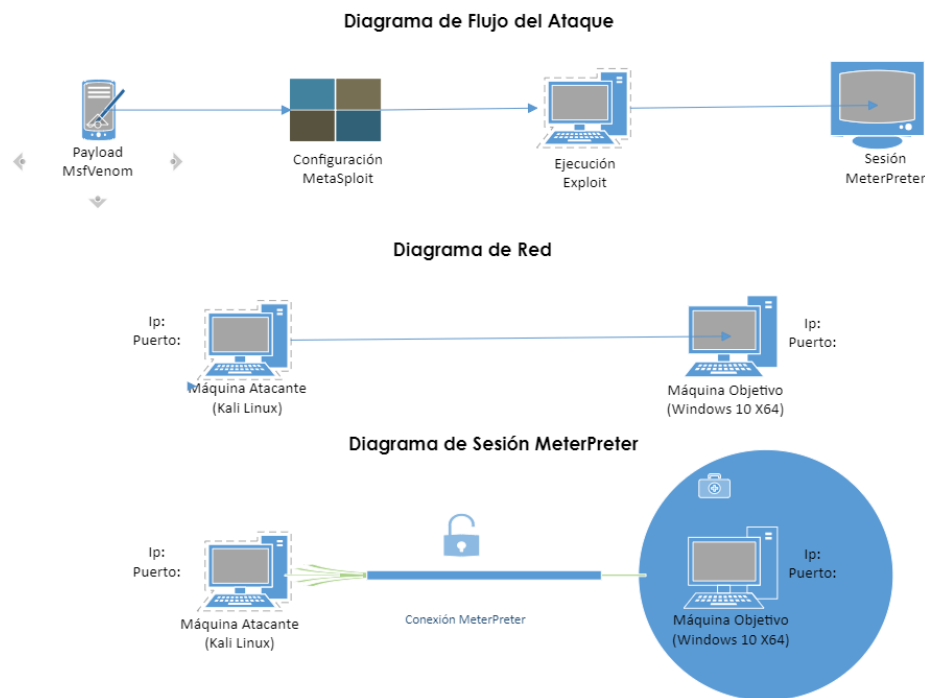 Diagrama de Flujo del Ataque
Payload
MsfVenom
Configuración
MetaSploit
Ejecución
Exploit
Sesión
MeterPreter
Diagrama de Red
Ip:
Puerto:
Máquina Atacante
(Kali Linux)
Ip:
Puerto:
Máquina Objetivo
(Windows 10 X64)
Diagrama de Sesión MeterPreter
Ip:
Puerto:
Máquina Atacante
(Kali Linux)
Conexión MeterPreter
Ip:
Puerto:
Máquina Objetivo
(Windows 10 X64)